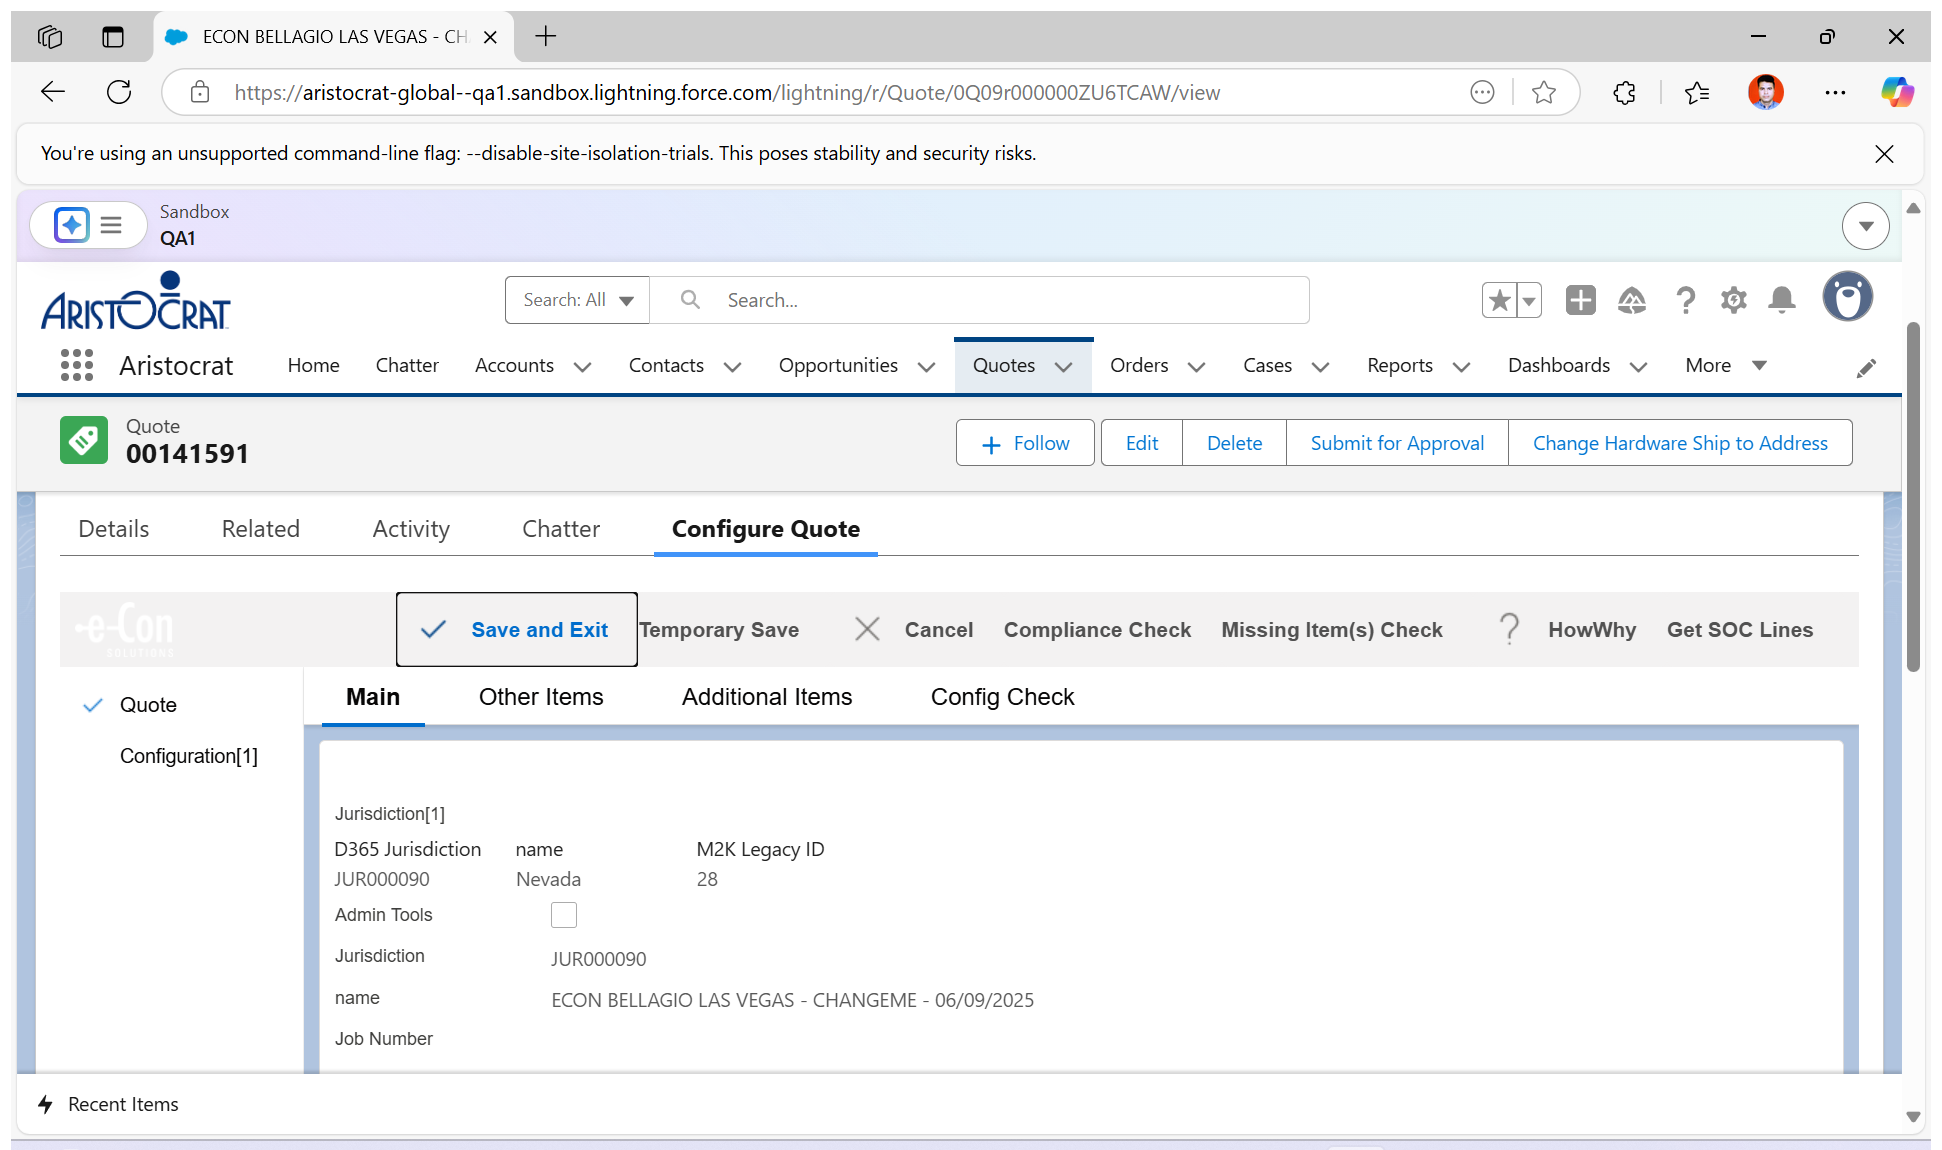 ECON BELLAGIO LAS VEGAS - CH
https://aristocrat-global--qa1.sandbox.lightning.force.com/lightning/r/Quote/0Q09r000000ZU6TCAW/view
You're using an unsupported command-line flag: --disable-site-isolation-trials. This poses stability and security risks.
Sandbox
QA1
ARISTOCRAT
Search: All
Search...
Aristocrat
Home
Chatter
Accounts
Contacts
Opportunities
Quotes
Orders
Cases
Reports
Dashboards
More
Quote
00141591
Follow
Edit
Delete
Submit for Approval
Change Hardware Ship to Address
Details
Related
Activity
Chatter
Configure Quote
e-Con
SOLUTIONS
Save and Exit
Temporary Save
Cancel
Compliance Check
Missing Item(s) Check
HowWhy
Get SOC Lines
Quote
Configuration[1]
Main
Other Items
Additional Items
Config Check
Jurisdiction[1]
D365 Jurisdiction name M2K Legacy ID
JUR000090 Nevada 28
Admin Tools
Jurisdiction JUR000090
name ECON BELLAGIO LAS VEGAS - CHANGEME - 06/09/2025
Job Number
Recent Items